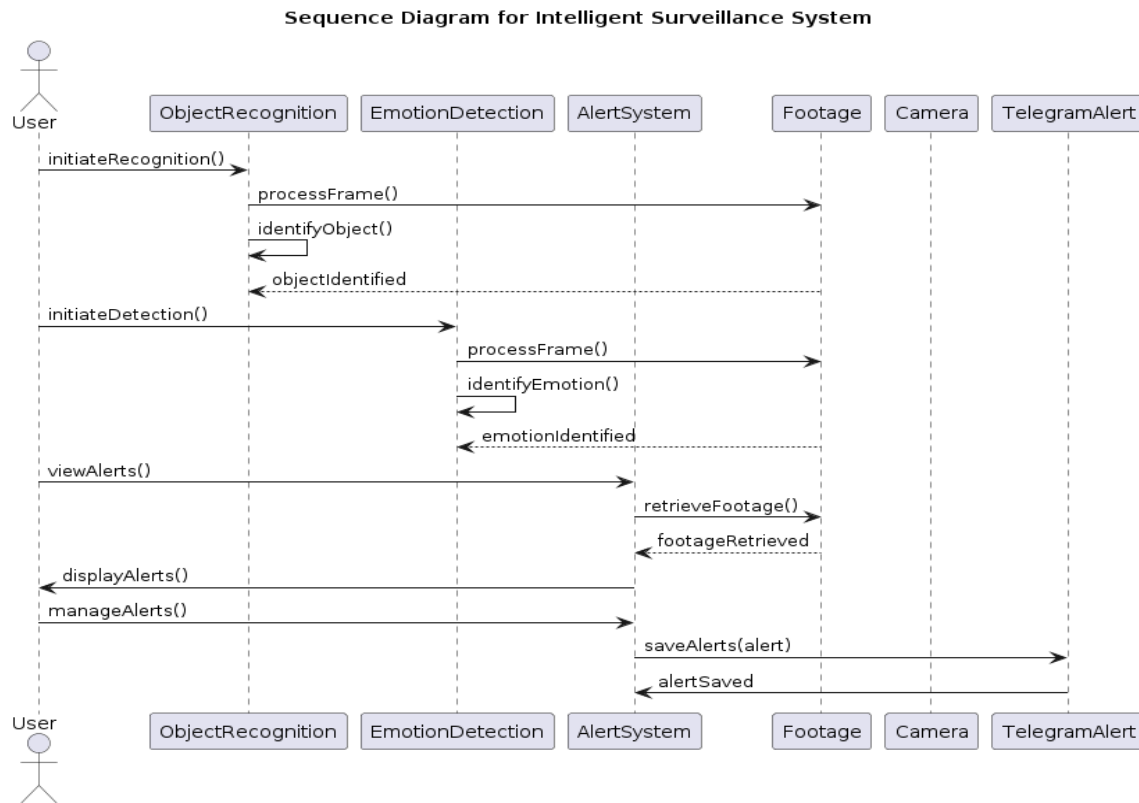 Sequence Diagram for Intelligent Surveillance System
User
ObjectRecognition
EmotionDetection
AlertSystem
Footage
Camera
TelegramAlert
initiateRecognition()
processFrame()
identifyObject()
objectIdentified
initiateDetection()
processFrame()
identifyEmotion()
emotionIdentified
viewAlerts()
retrieveFootage()
footageRetrieved
displayAlerts()
manageAlerts()
saveAlerts(alert)
alertSaved
User
ObjectRecognition
EmotionDetection
AlertSystem
Footage
Camera
TelegramAlert